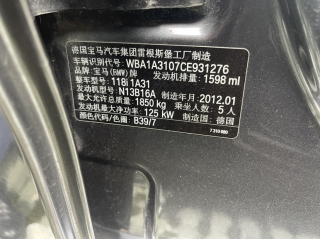 德国宝马汽车集团雷根斯堡工厂制造
车辆识别代号: WBA1A3107CE931276
品牌: 宝马(BMW)牌 发动机排量: 1598 ml
整车型号: 118i 1A31
发动机型号: N13B16A 制造年月: 2012.01
最大允许总质量: 1850 kg 乘坐人数: 5 人
发动机最大净功率: 125 kW 制造国: 德国
颜色代码/色圈: B39/7
7 310 080